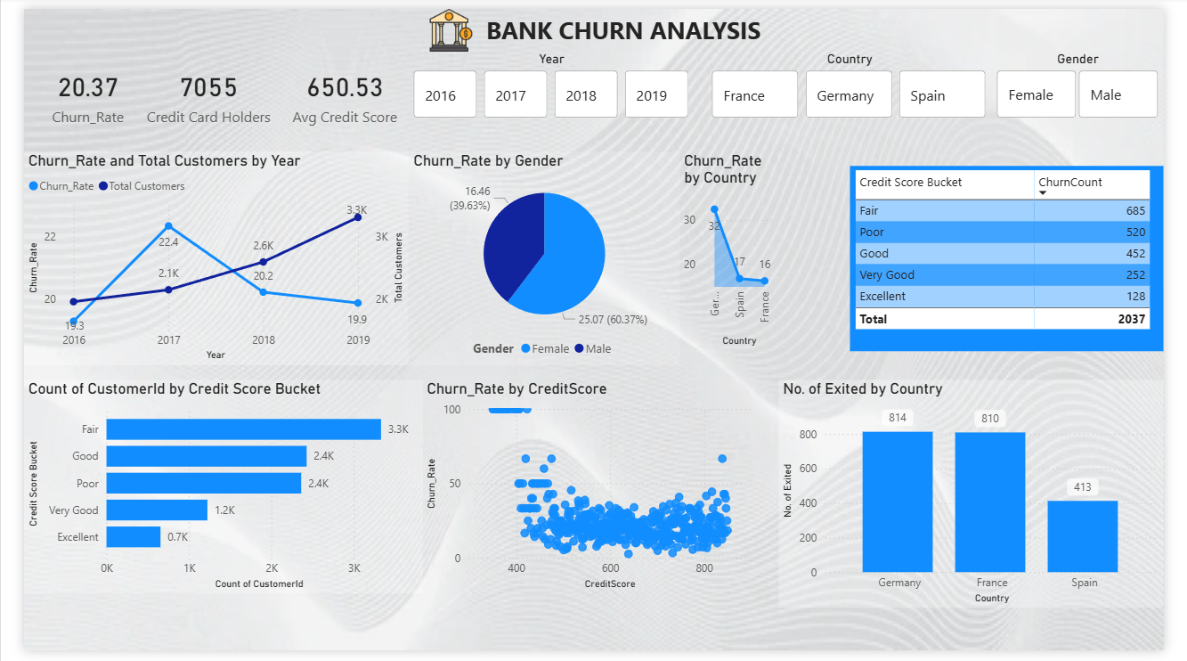 BANK CHURN ANALYSIS
20.37
Churn_Rate
7055
Credit Card Holders
650.53
Avg Credit Score
Year
2016
2017
2018
2019
Country
France
Germany
Spain
Gender
Female
Male
Churn_Rate and Total Customers by Year
Churn_Rate Total Customers
Churn_Rate
22
20
19.3
22.4
20.2
19.9
2.1K
2.6K
3.3K
3K
2K
Total Customers
2016 2017 2018 2019
Year
Churn_Rate by Gender
16.46
(39.63%)
25.07 (60.37%)
Gender Female Male
Churn_Rate
by Country
30
20
32
17
16
Ger...
Spain
France
Country
Credit Score Bucket ChurnCount
Fair 685
Poor 520
Good 452
Very Good 252
Excellent 128
Total 2037
Count of CustomerId by Credit Score Bucket
Credit Score Bucket
Fair 3.3K
Good 2.4K
Poor 2.4K
Very Good 1.2K
Excellent 0.7K
0K 1K 2K 3K
Count of CustomerId
Churn_Rate by CreditScore
Churn_Rate
100
50
0
400 600 800
CreditScore
No. of Exited by Country
No. of Exited
800
600
400
200
0
814
810
413
Germany France Spain
Country